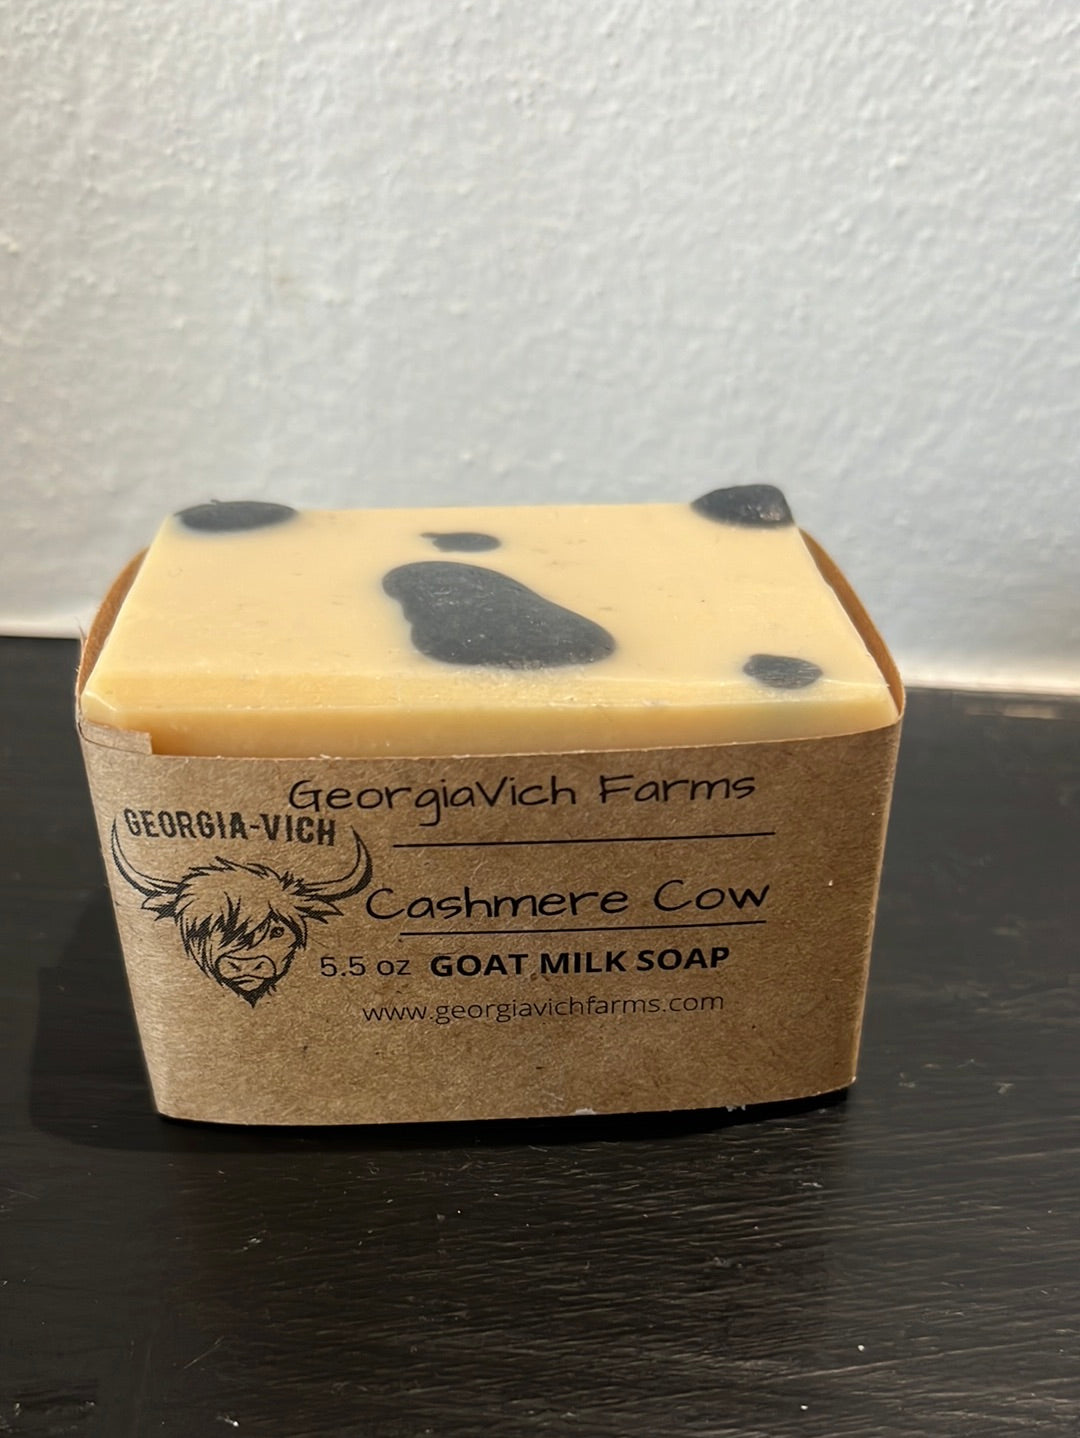 GeorgiaVich Farms
GEORGIA-VICH
Cashmere Cow
5.5 oz GOAT MILK SOAP
www.georgiavichfarms.com